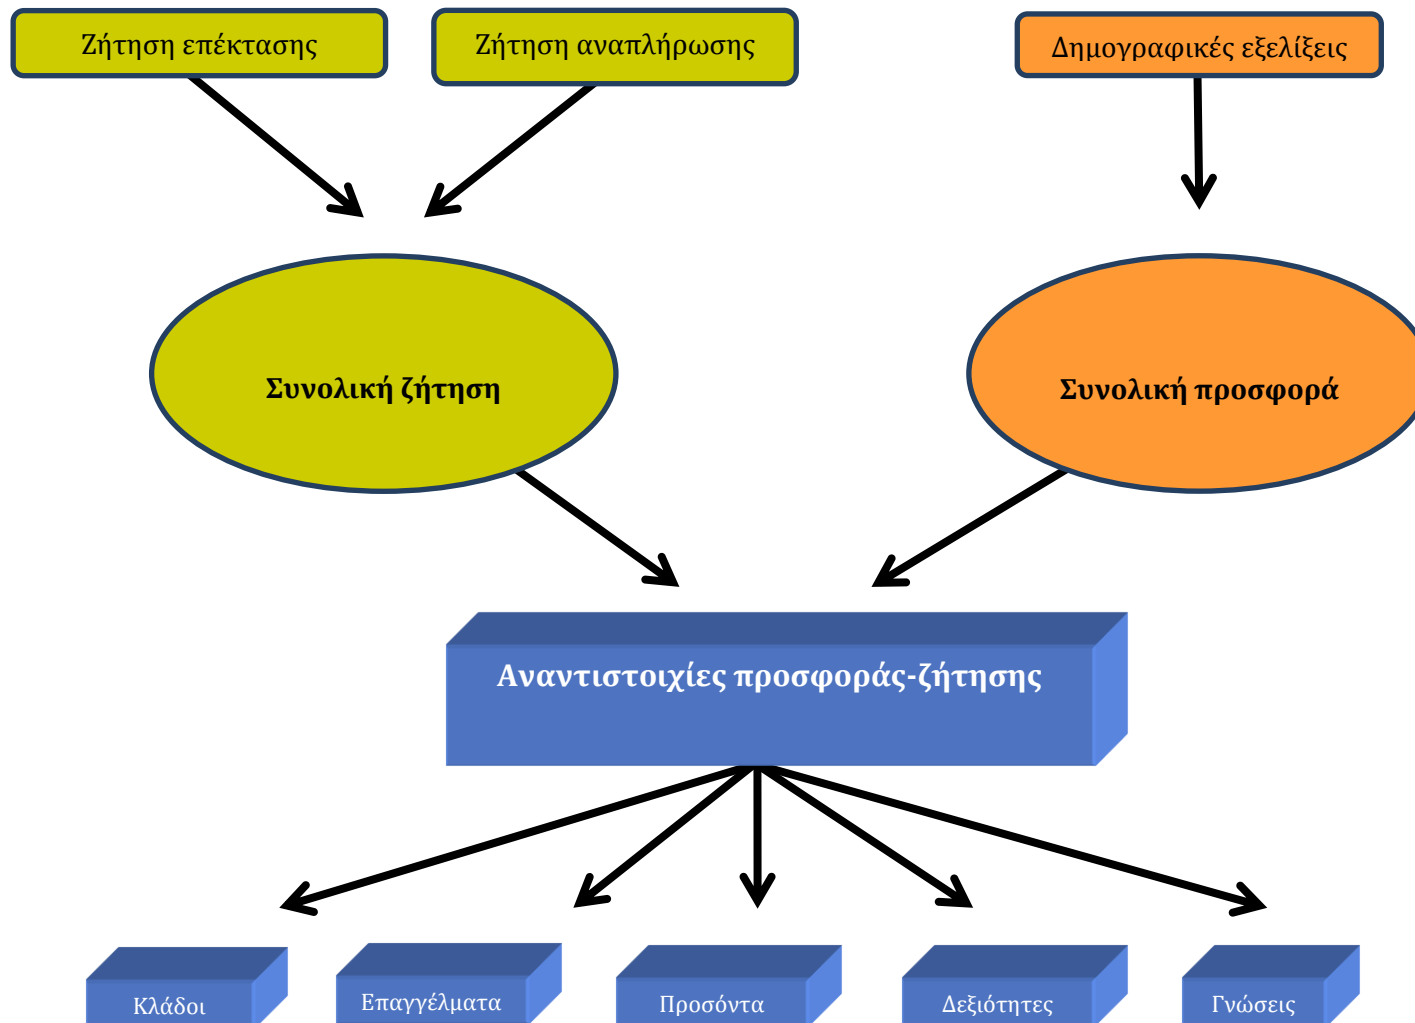 Ζήτηση επέκτασης
Ζήτηση αναπλήρωσης
Δημογραφικές εξελίξεις
Συνολική ζήτηση
Συνολική προσφορά
Αναντιστοιχίες προσφοράς-ζήτησης
Κλάδοι
Επαγγέλματα
Προσόντα
Δεξιότητες
Γνώσεις